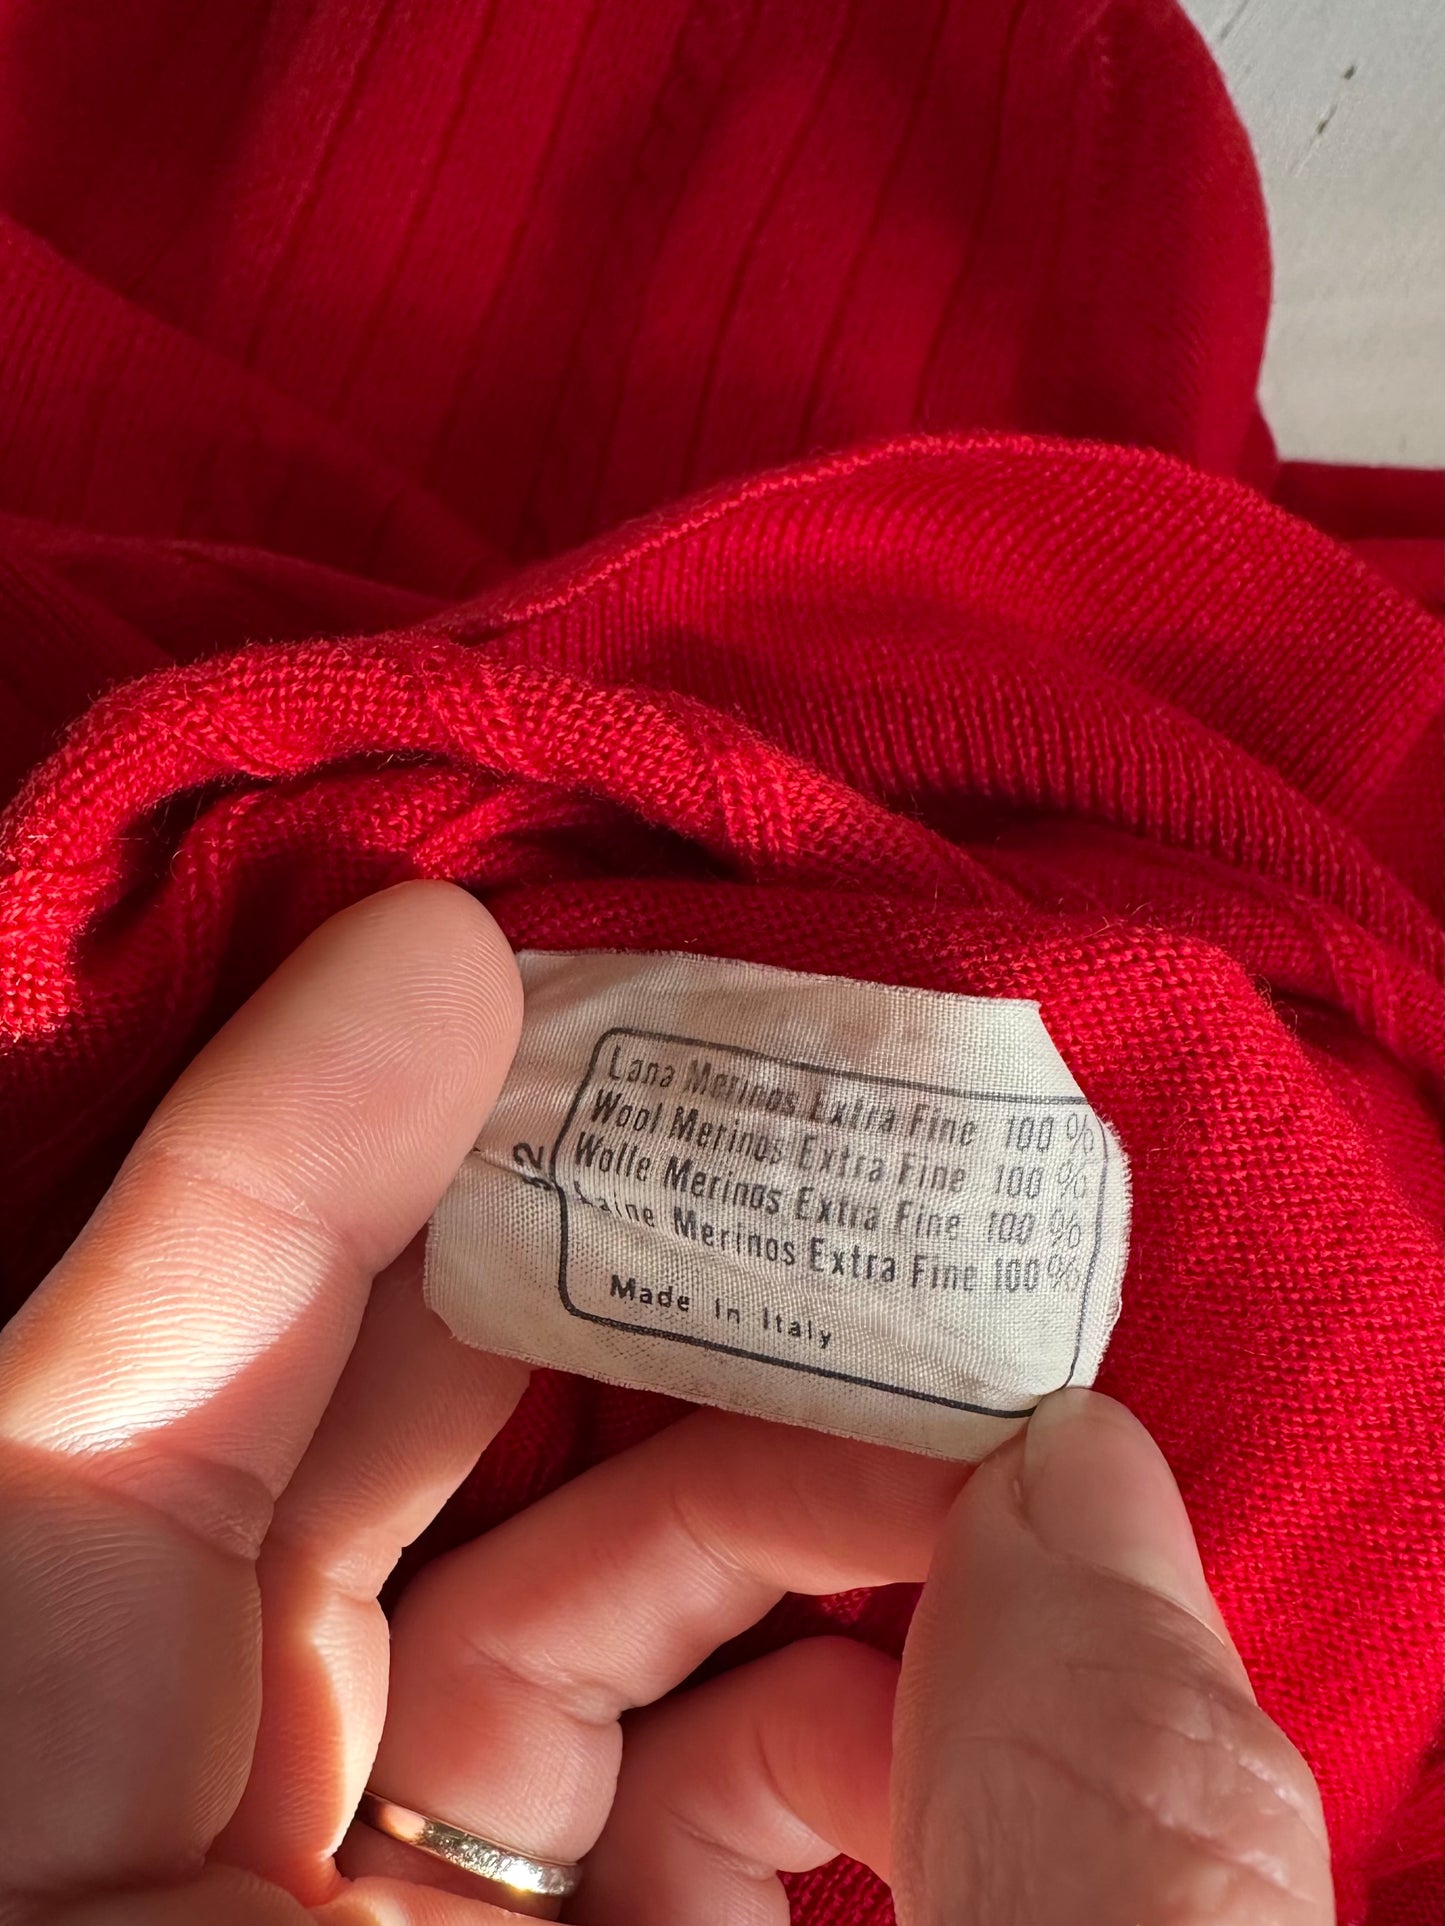 Lana Merinos Extra Fine 100 %
Wool Merinos Extra Fine 100 %
Wolle Merinos Extra Fine 100 %
Laine Merinos Extra Fine 100 %
Made in Italy